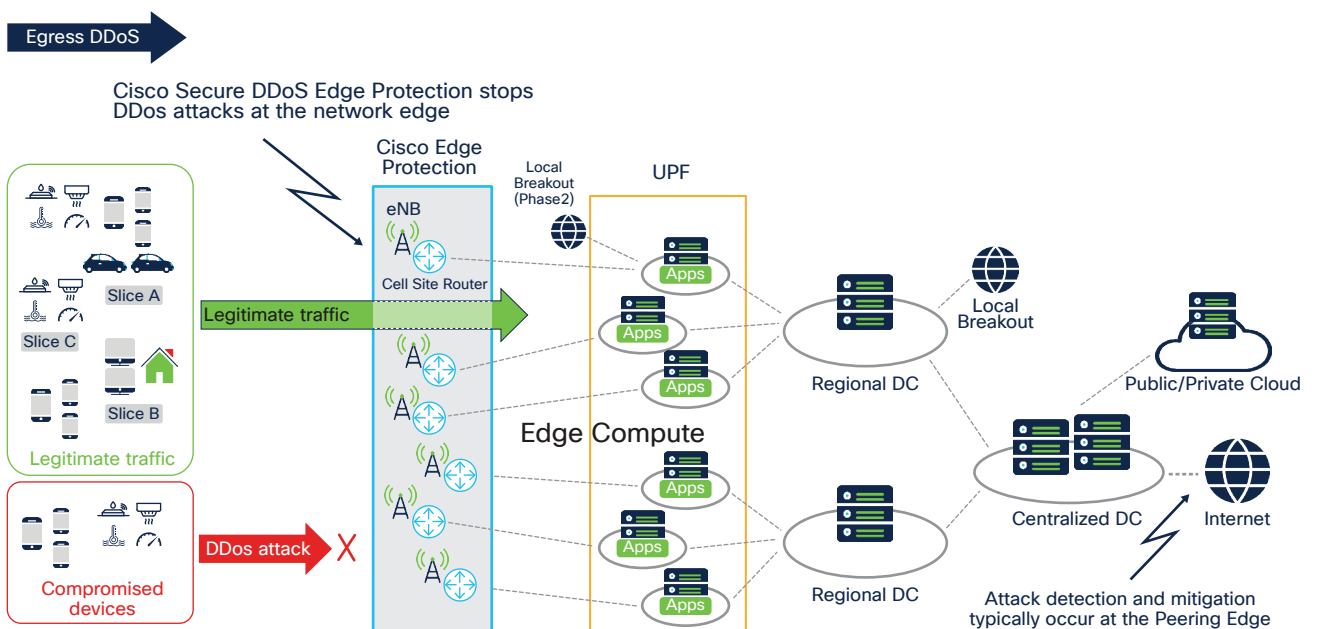 Egress DDoS
Cisco Secure DDoS Edge Protection stops
DDos attacks at the network edge
Cisco Edge
Protection
Local
Breakout
(Phase2)
UPF
eNB
Cell Site Router
Apps
Slice A
Legitimate traffic
Apps
Local
Breakout
Slice C
Apps
Regional DC
Public/Private Cloud
Slice B
Edge Compute
Legitimate traffic
Apps
Centralized DC
Internet
DDos attack
X
Apps
Compromised
devices
Apps
Regional DC
Attack detection and mitigation
typically occur at the Peering Edge